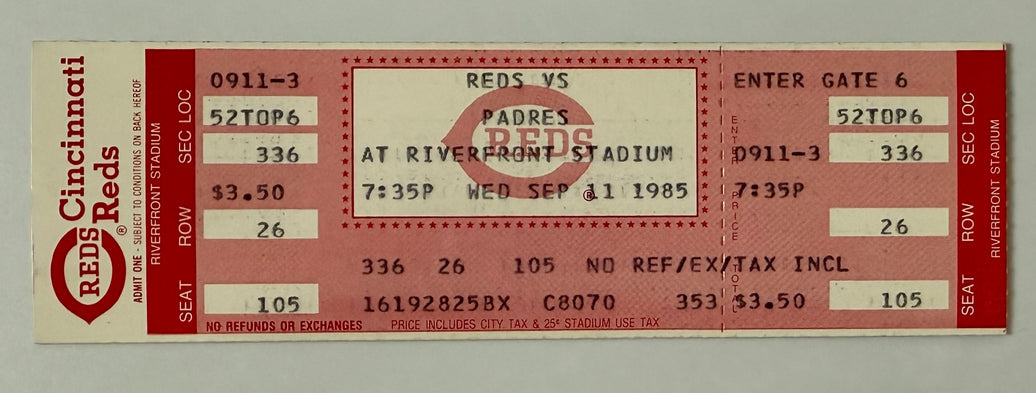 Cincinnati
Reds
REDS ®
ADMIT ONE - SUBJECT TO CONDITIONS ON BACK HEREOF
RIVERFRONT STADIUM
SEC LOC
ROW
SEAT
0911-3
52TOP6
336
$3.50
26
105
REDS VS
PADRES
REDS
AT RIVERFRONT STADIUM
7:35P WED SEP 11 1985
®
336 26 105 NO REF/EX/TAX INCL
16192825BX C8070 353
NO REFUNDS OR EXCHANGES
PRICE INCLUDES CITY TAX & 25¢ STADIUM USE TAX
ENTER GATE 6
52TOP6
0911-3 336
7:35P
26
$3.50 105
PRICE
TOTAL
SEC LOC
ROW
SEAT
RIVERFRONT STADIUM